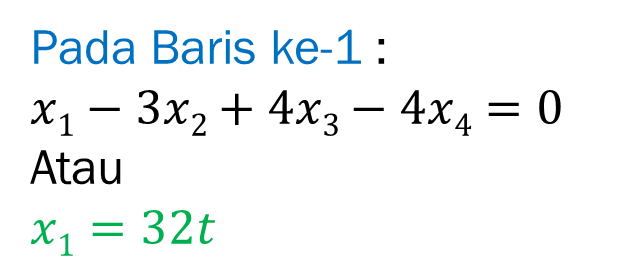 Pada Baris ke-1 :
𝑥₁ − 3𝑥₂ + 4𝑥₃ − 4𝑥₄ = 0
Atau
𝑥₁ = 32𝑡